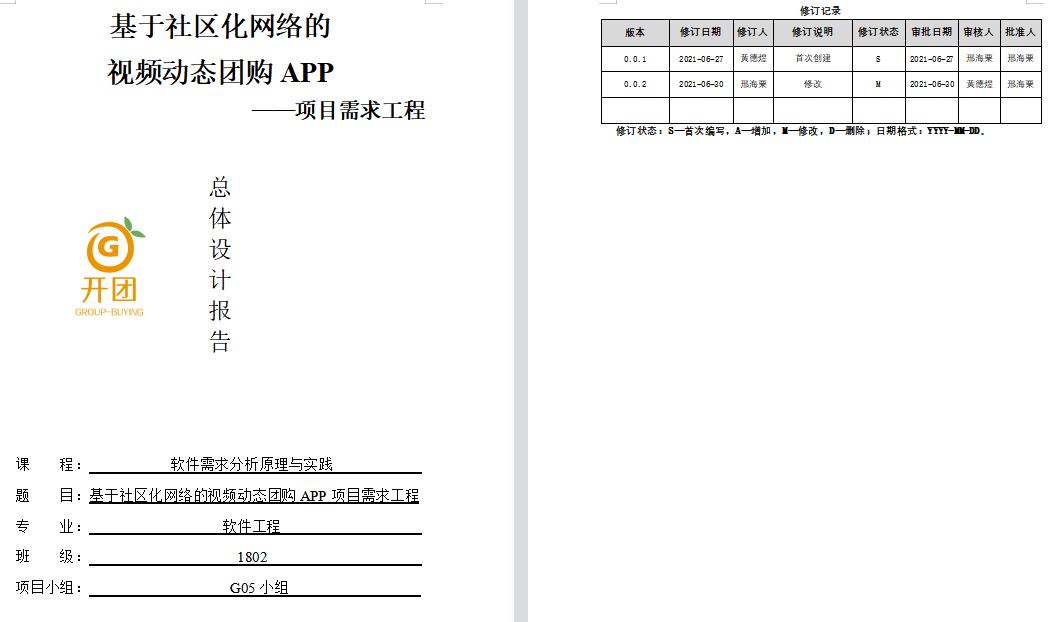 基于社区化网络的
视频动态团购 APP
——项目需求工程
总
体
设
计
报
告
G
开团
GROUP-BUYING
课 程： 软件需求分析原理与实践
题 目：基于社区化网络的视频动态团购 APP 项目需求工程
专 业： 软件工程
班 级： 1802
项目小组： G05 小组
修订记录
版本 修订日期 修订人 修订说明 修订状态 审批日期 审核人 批准人
0.0.1 2021-06-27 黄德煜 首次创建 S 2021-06-27 邢海粟 邢海粟
0.0.2 2021-06-30 邢海粟 修改 M 2021-06-30 黄德煜 邢海粟
修订状态：S—首次编写，A—增加，M—修改，D—删除；日期格式：YYYY-MM-DD。